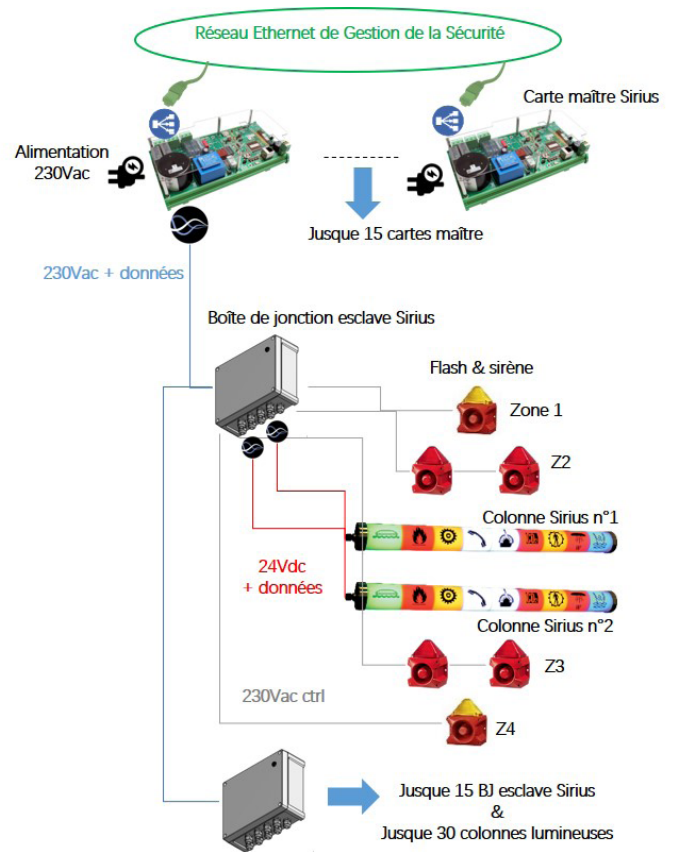 Réseau Ethernet de Gestion de la Sécurité
Carte maître Sirius
Alimentation
230Vac
Jusque 15 cartes maître
230Vac + données
Boîte de jonction esclave Sirius
Flash & sirène
Zone 1
Z2
Colonne Sirius n°1
24Vdc
+ données
Colonne Sirius n°2
Z3
230Vac ctrl
Z4
Jusque 15 BJ esclave Sirius
&
Jusque 30 colonnes lumineuses